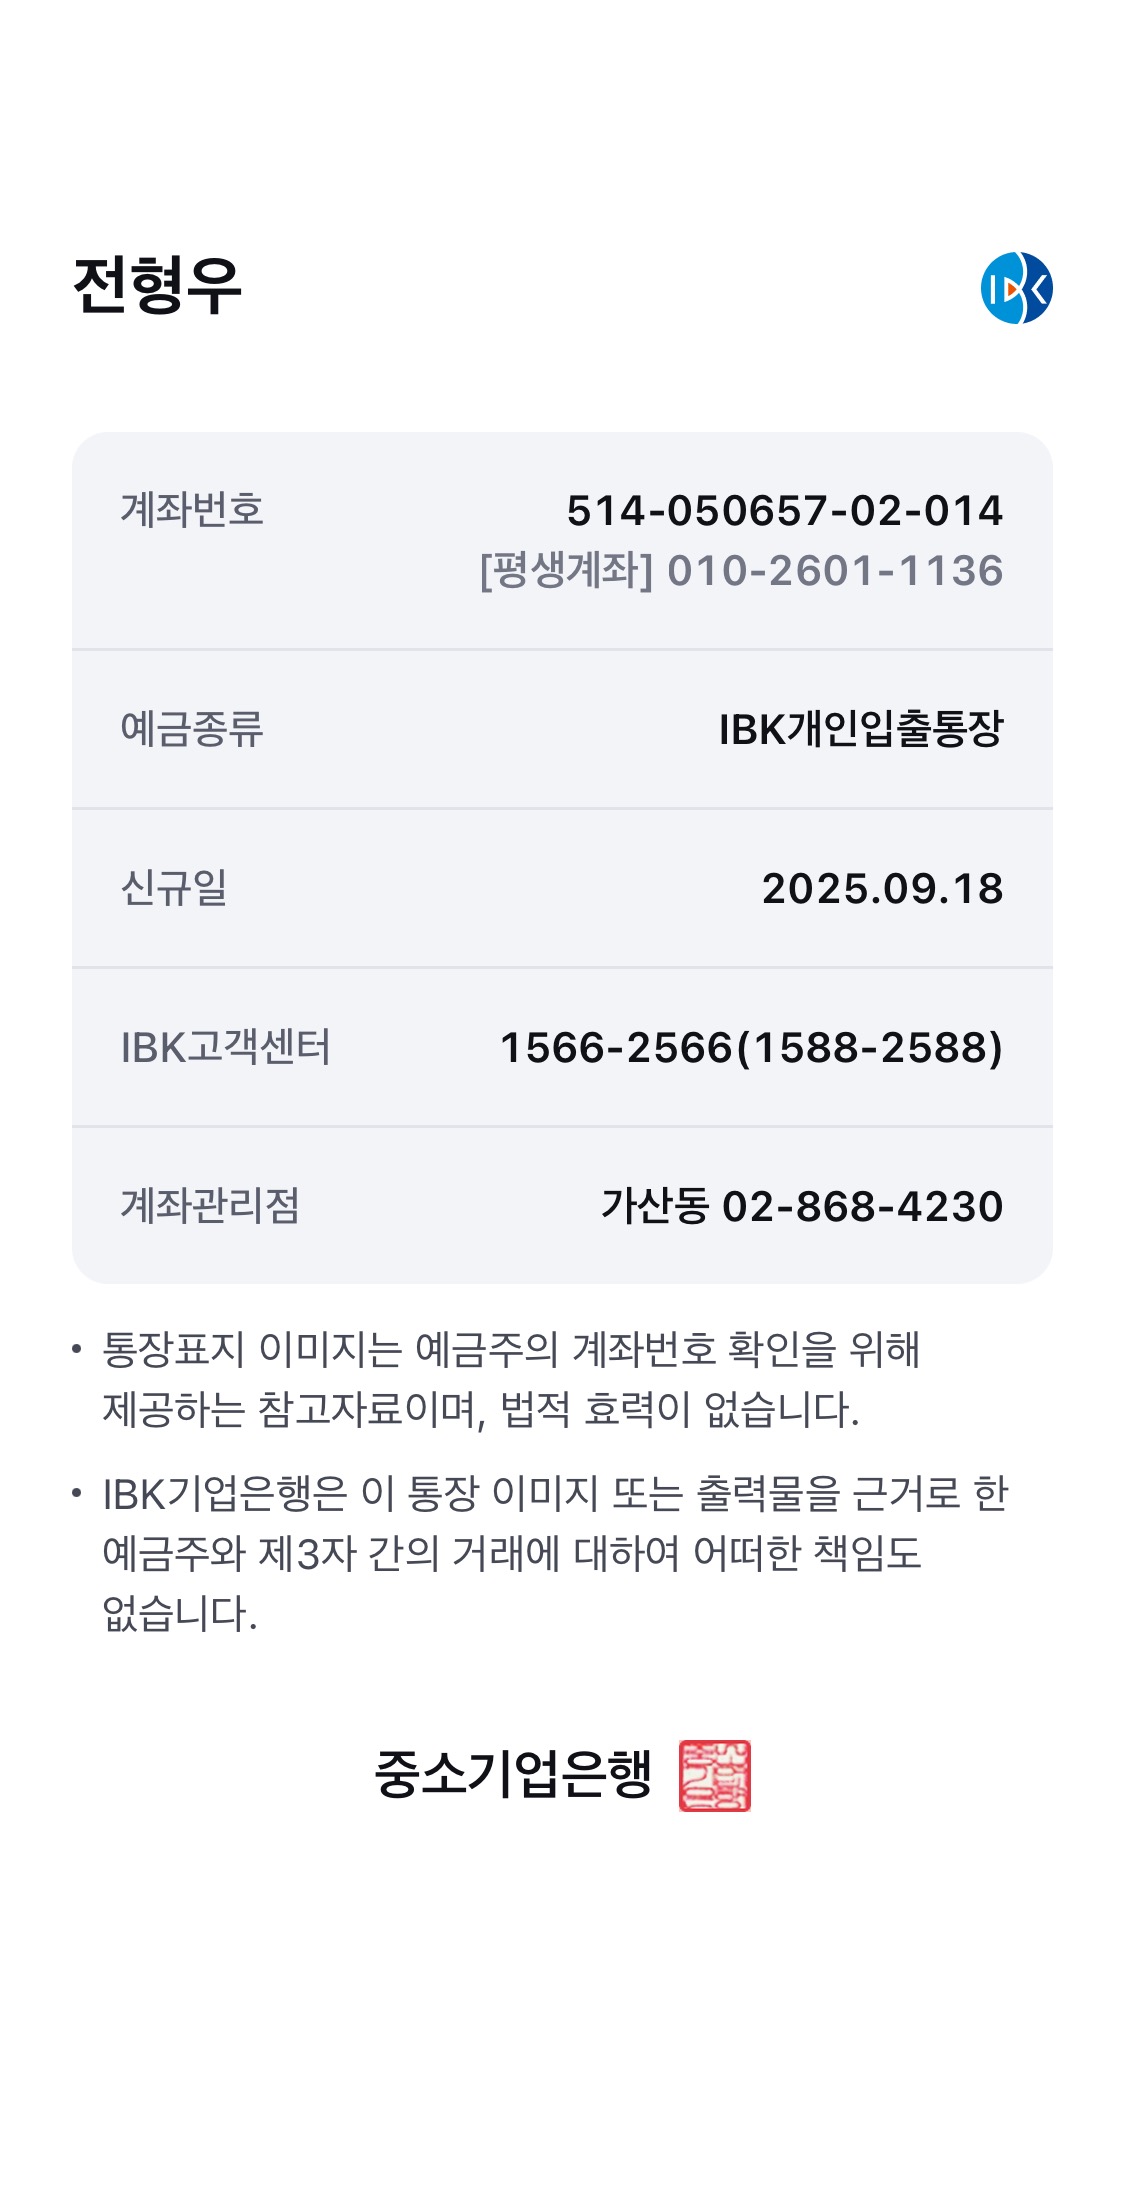 전형우
IBK
계좌번호 514-050657-02-014
[평생계좌] 010-2601-1136
예금종류 IBK개인입출통장
신규일 2025.09.18
IBK고객센터 1566-2566(1588-2588)
계좌관리점 가산동 02-868-4230
• 통장표지 이미지는 예금주의 계좌번호 확인을 위해
제공하는 참고자료이며, 법적 효력이 없습니다.
• IBK기업은행은 이 통장 이미지 또는 출력물을 근거로 한
예금주와 제3자 간의 거래에 대하여 어떠한 책임도
없습니다.
중소기업은행